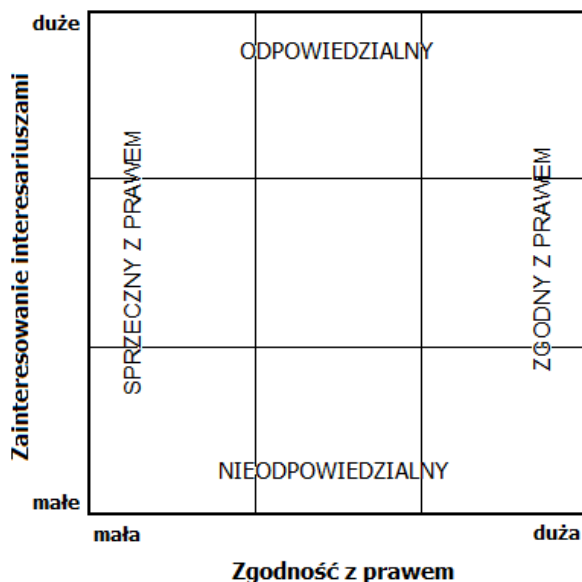 duże
ODPOWIEDZIALNY
Zainteresowanie interesariuszami
SPRZECZNY Z PRAWEM
ZGODNY Z PRAWEM
NIEODPOWIEDZIALNY
małe
mała
duża
Zgodność z prawem